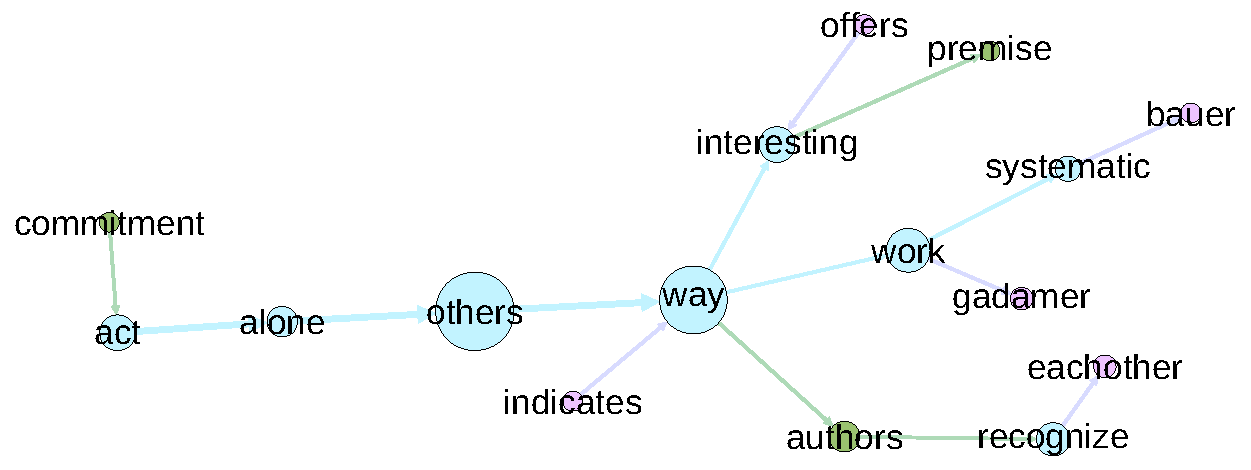 offers
premise
bauer
interesting
systematic
commitment
work
way
gadamer
others
alone
act
eachother
indicates
authors
recognize